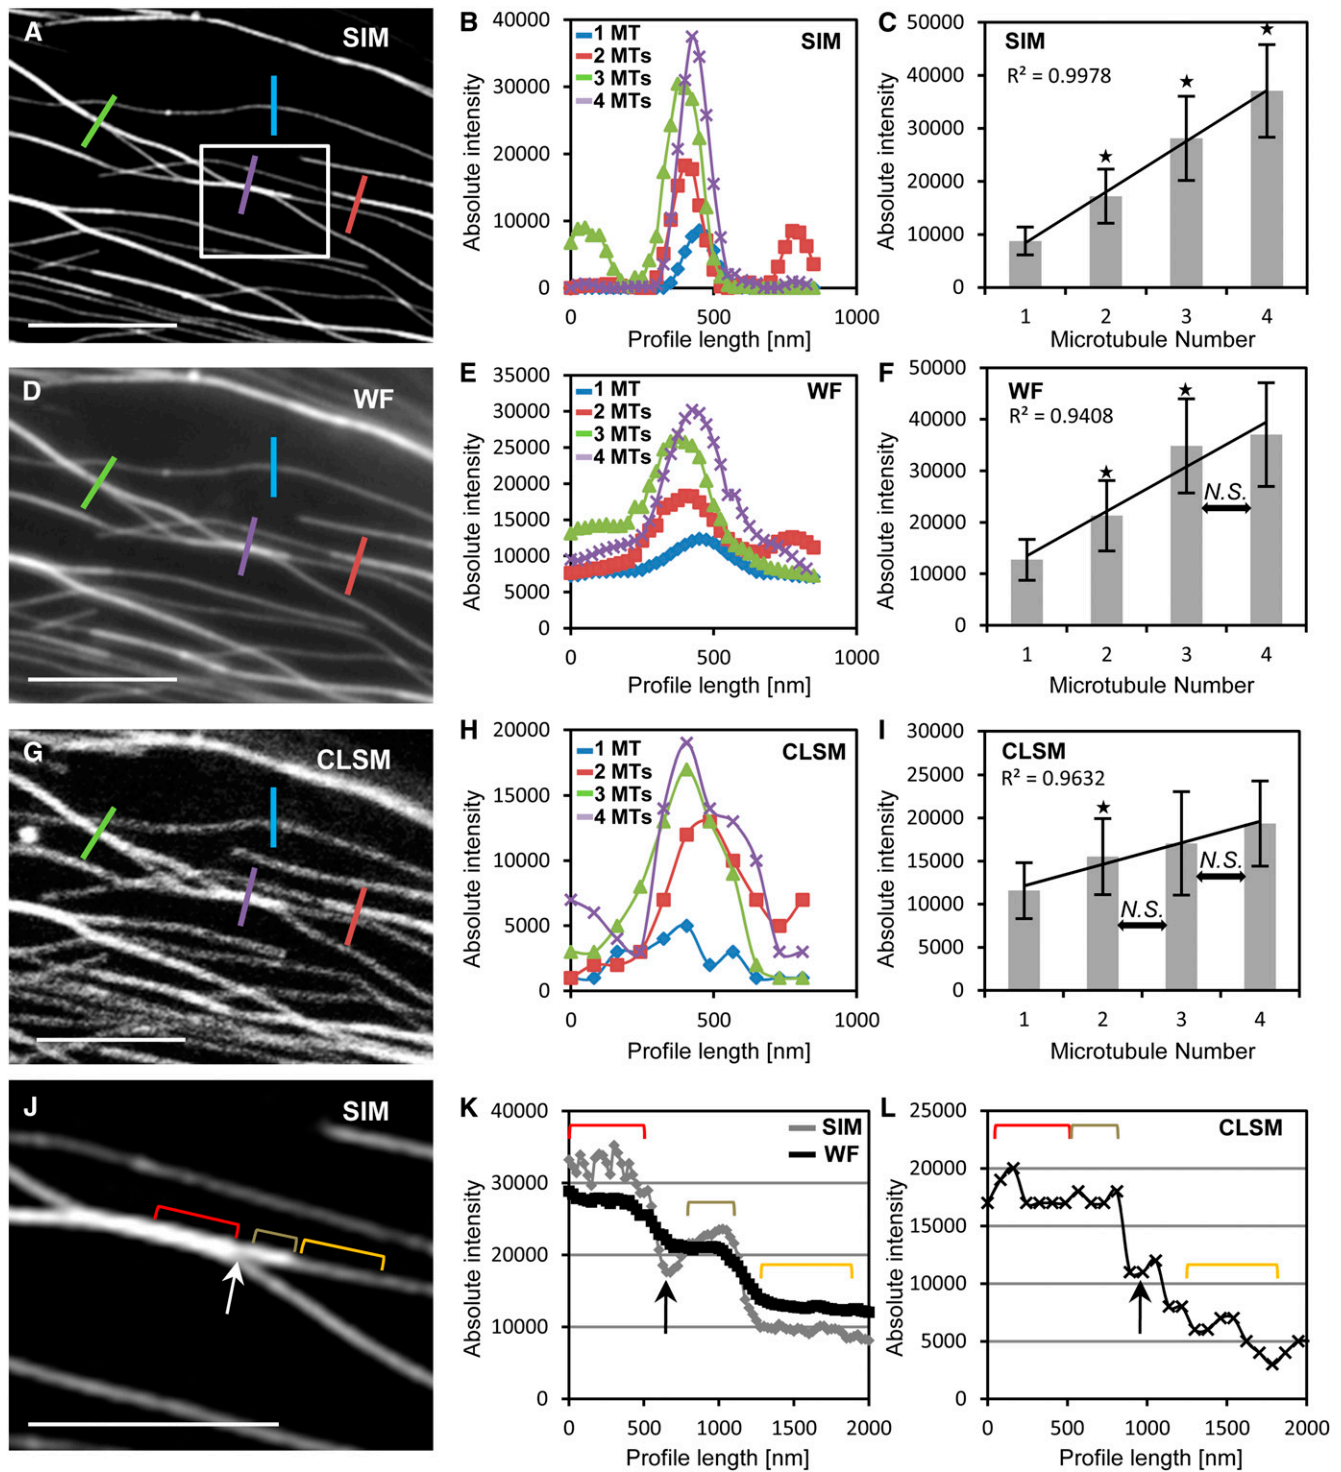 A
SIM
B
SIM
1 MT
2 MTs
3 MTs
4 MTs
40000
30000
20000
10000
0
0
500
1000
Absolute intensity
Profile length [nm]
C
SIM
R² = 0.9978
50000
40000
30000
20000
10000
0
1
2
3
4
Absolute intensity
Microtubule Number
D
WF
E
WF
1 MT
2 MTs
3 MTs
4 MTs
35000
30000
25000
20000
15000
10000
5000
0
0
500
1000
Absolute intensity
Profile length [nm]
F
WF
R² = 0.9408
N.S.
50000
40000
30000
20000
10000
0
1
2
3
4
Absolute intensity
Microtubule Number
G
CLSM
H
CLSM
1 MT
2 MTs
3 MTs
4 MTs
20000
15000
10000
5000
0
0
500
1000
Absolute intensity
Profile length [nm]
I
CLSM
R² = 0.9632
N.S.
N.S.
30000
25000
20000
15000
10000
5000
0
1
2
3
4
Absolute intensity
Microtubule Number
J
SIM
K
SIM
WF
40000
30000
20000
10000
0
0
500
1000
1500
2000
Absolute intensity
Profile length [nm]
L
CLSM
25000
20000
15000
10000
5000
0
0
500
1000
1500
2000
Absolute intensity
Profile length [nm]